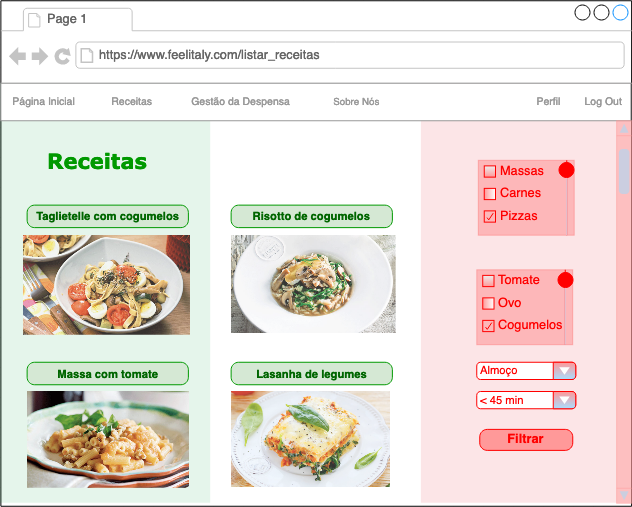 Page 1
https://www.feelitaly.com/listar_receitas
Página Inicial Receitas Gestão da Despensa Sobre Nós Perfil Log Out
Receitas
Taglietelle com cogumelos
Risotto de cogumelos
Massa com tomate
Lasanha de legumes
Massas
Carnes
Pizzas
Tomate
Ovo
Cogumelos
Almoço
< 45 min
Filtrar